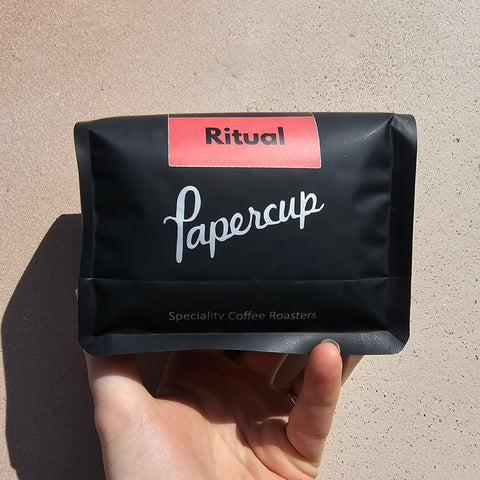 Ritual
Papercup
Speciality Coffee Roasters